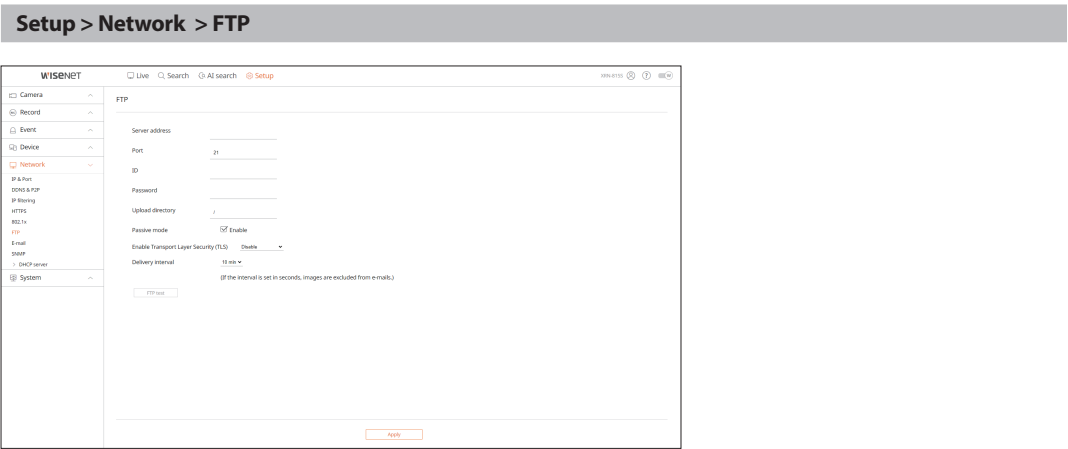 Setup > Network > FTP
WISENET
Live
Search
AI search
Setup
Camera
Record
Event
Device
Network
IP & Port
DDNS & P2P
IP filtering
HTTPS
802.1x
FTP
E-mail
SNMP
DHCP server
System
FTP
Server address
Port 21
ID
Password
Upload directory /
Passive mode Enable
Enable Transport Layer Security (TLS) Disable
Delivery interval 10 min
(If the interval is set in seconds, images are excluded from e-mails.)
FTP test
Apply